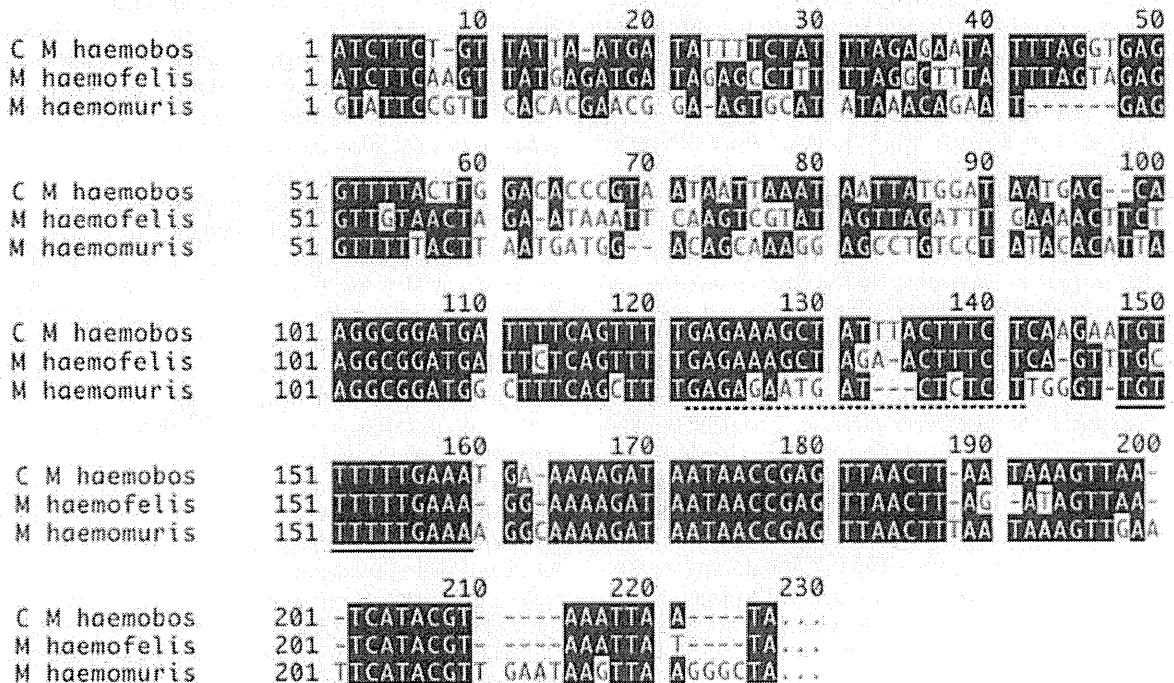 10 20 30 40 50
C M haemobos 1 ATCTTCT-GT TATTA-ATGA TATTTTCTAT TTAGAGAATA TTTAGGTGAG
M haemofelis 1 ATCTTCAAGT TATGAGATGA TAGAGCCTTT TTAGGCTTTA TTTAGTAGAG
M haemomuris 1 GTATTCCGTT CACACGAACG GA-AGTGCAT ATAAACAGAA T------GAG
60 70 80 90 100
C M haemobos 51 GTTTTACTTG GACACCCGTA ATAATTAAAT AATTATGGAT AATGAC--CA
M haemofelis 51 GTTGTAACTA GA-ATAAATT CAAGTCGTAT AGTTAGATTT GAAAACTTCT
M haemomuris 51 GTTTTTACTT AATGATGG-- ACAGCAAAGG AGCCTGTCCT ATACACATTA
110 120 130 140 150
C M haemobos 101 AGGCGGATGA TTTTCAGTTT TGAGAAAGCT ATTTACTTTC TCAAGAATGT
M haemofelis 101 AGGCGGATGA TTCTCAGTTT TGAGAAAGCT AGA-ACTTTC TCA-GTTTGC
M haemomuris 101 AGGCGGATGG CTTTCAGCTT TGAGAGAATG AT---CTCTC TTGGGT-TGT
160 170 180 190 200
C M haemobos 151 TTTTTGAAAT GA-AAAAGAT AATAACCGAG TTAACTT-AA TAAAGTTAA-
M haemofelis 151 TTTTTGAAA- GG-AAAAGAT AATAACCGAG TTAACTT-AG -ATAGTTAA-
M haemomuris 151 TTTTTGAAAA GGCAAAAGAT AATAACCGAG TTAACTTTAA TAAAGTTGAA
210 220 230
C M haemobos 201 -TCATACGT- ----AAATTA A----TA...
M haemofelis 201 -TCATACGT- ----AAATTA T----TA...
M haemomuris 201 TTCATACGTT GAATAAGTTA AGGGCTA...